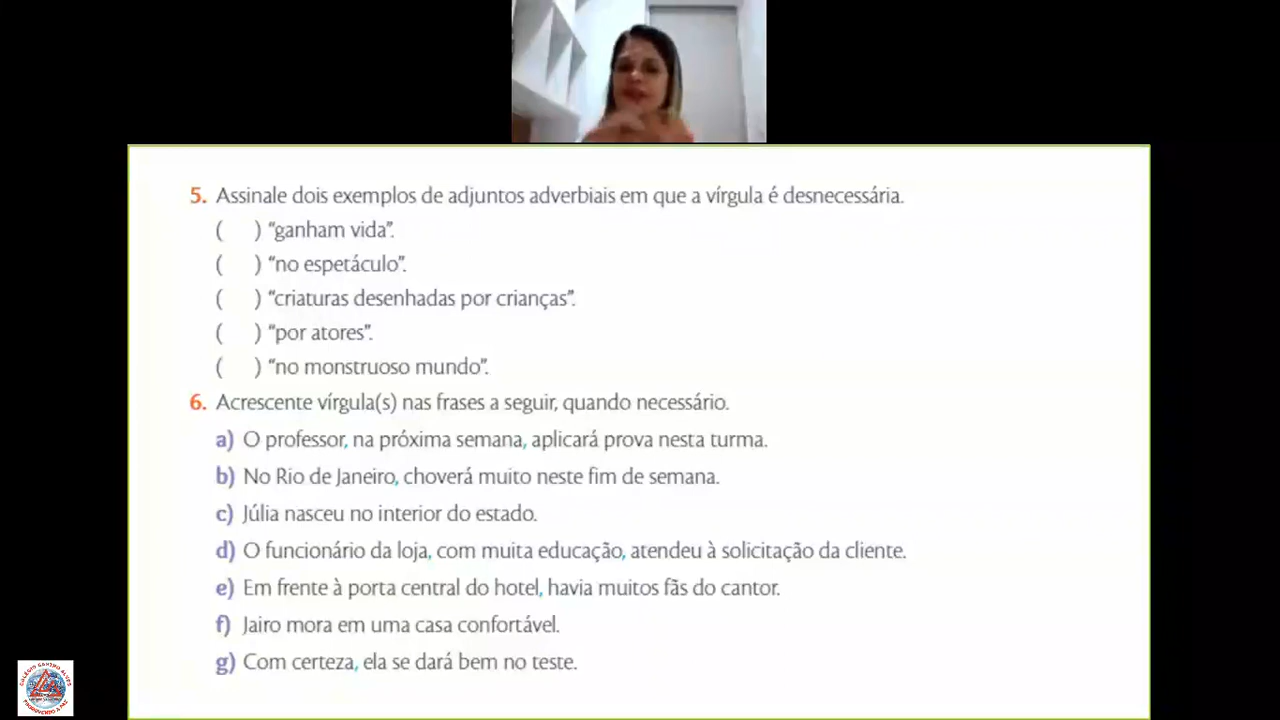 5. Assinale dois exemplos de adjuntos adverbiais em que a vírgula é desnecessária.
( ) “ganham vida”.
( ) “no espetáculo”.
( ) “criaturas desenhadas por crianças”.
( ) “por atores”.
( ) “no monstruoso mundo”.
6. Acrescente vírgula(s) nas frases a seguir, quando necessário.
a) O professor, na próxima semana, aplicará prova nesta turma.
b) No Rio de Janeiro, choverá muito neste fim de semana.
c) Júlia nasceu no interior do estado.
d) O funcionário da loja, com muita educação, atendeu à solicitação da cliente.
e) Em frente à porta central do hotel, havia muitos fãs do cantor.
f) Jairo mora em uma casa confortável.
g) Com certeza, ela se dará bem no teste.